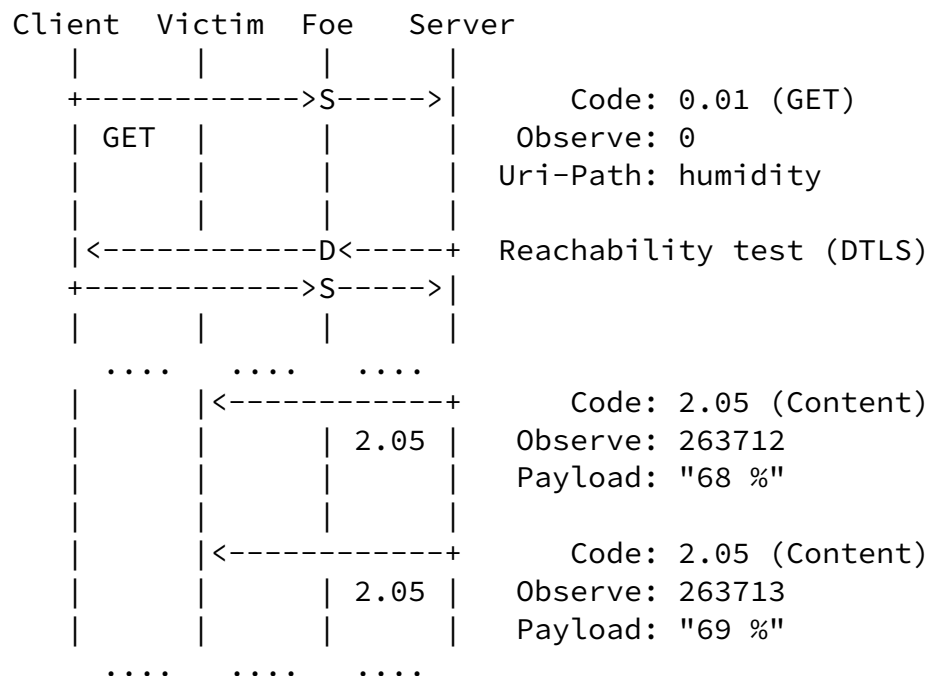 Client  Victim  Foe  Server
+------------>S----->|  Code: 0.01 (GET)
| GET |  |  |  Observe: 0
|  |  |  |  Uri-Path: humidity
|<------------D<-----+  Reachability test (DTLS)
+------------>S----->|
....  ....  ....
|  |<------------+  Code: 2.05 (Content)
|  |  | 2.05 |  Observe: 263712
|  |  |  |  Payload: "68 %"
|  |<------------+  Code: 2.05 (Content)
|  |  | 2.05 |  Observe: 263713
|  |  |  |  Payload: "69 %"
....  ....  ....